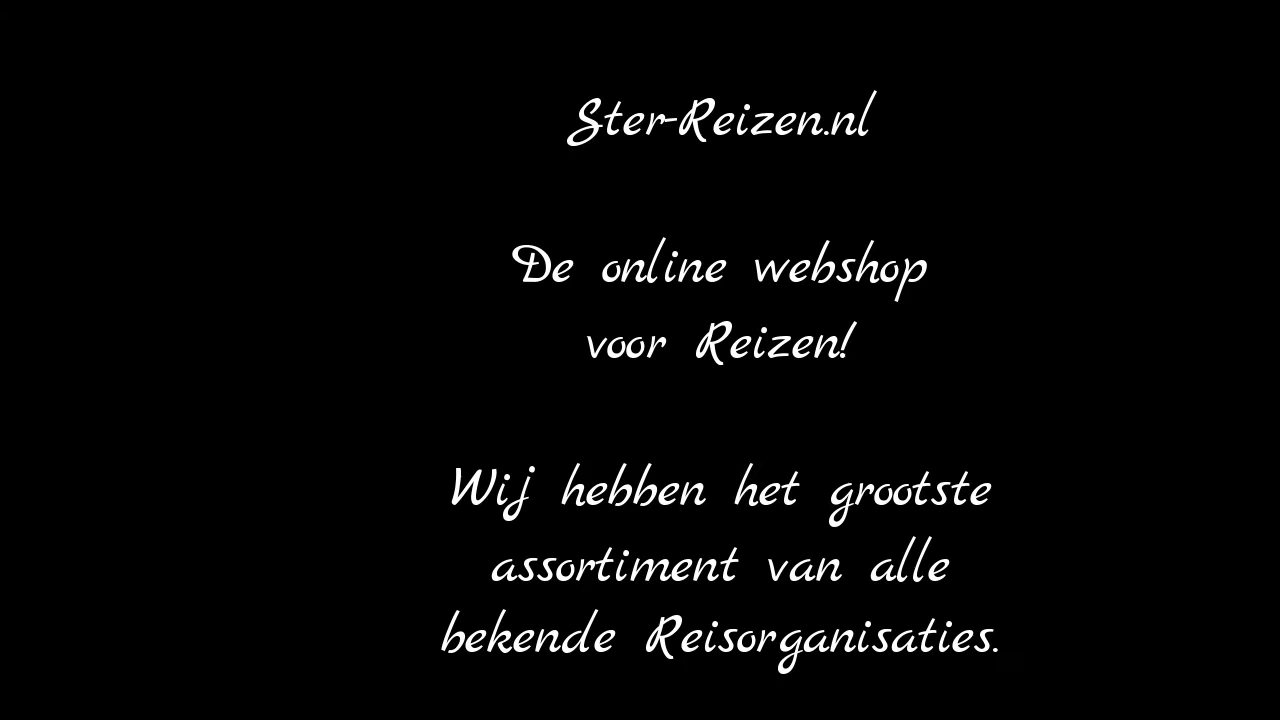 Ster-Reizen.nl
De online webshop
voor Reizen!
Wij hebben het grootste
assortiment van alle
bekende Reisorganisaties.